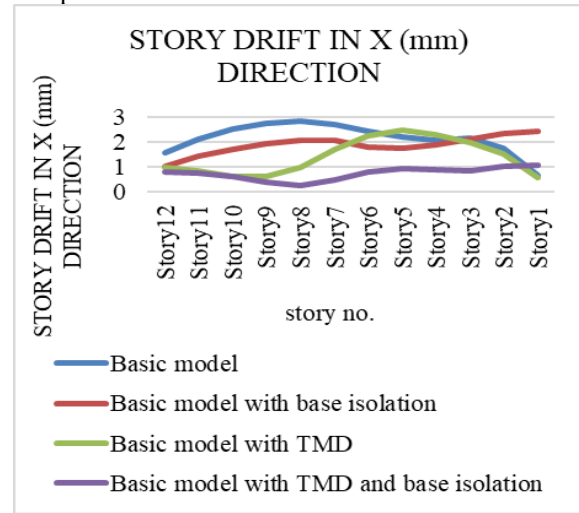 STORY DRIFT IN X (mm)
DIRECTION
STORY DRIFT IN X (mm)
DIRECTION
3
2
1
0
Story12
Story11
Story10
Story9
Story8
Story7
Story6
Story5
Story4
Story3
Story2
Story1
story no.
Basic model
Basic model with base isolation
Basic model with TMD
Basic model with TMD and base isolation